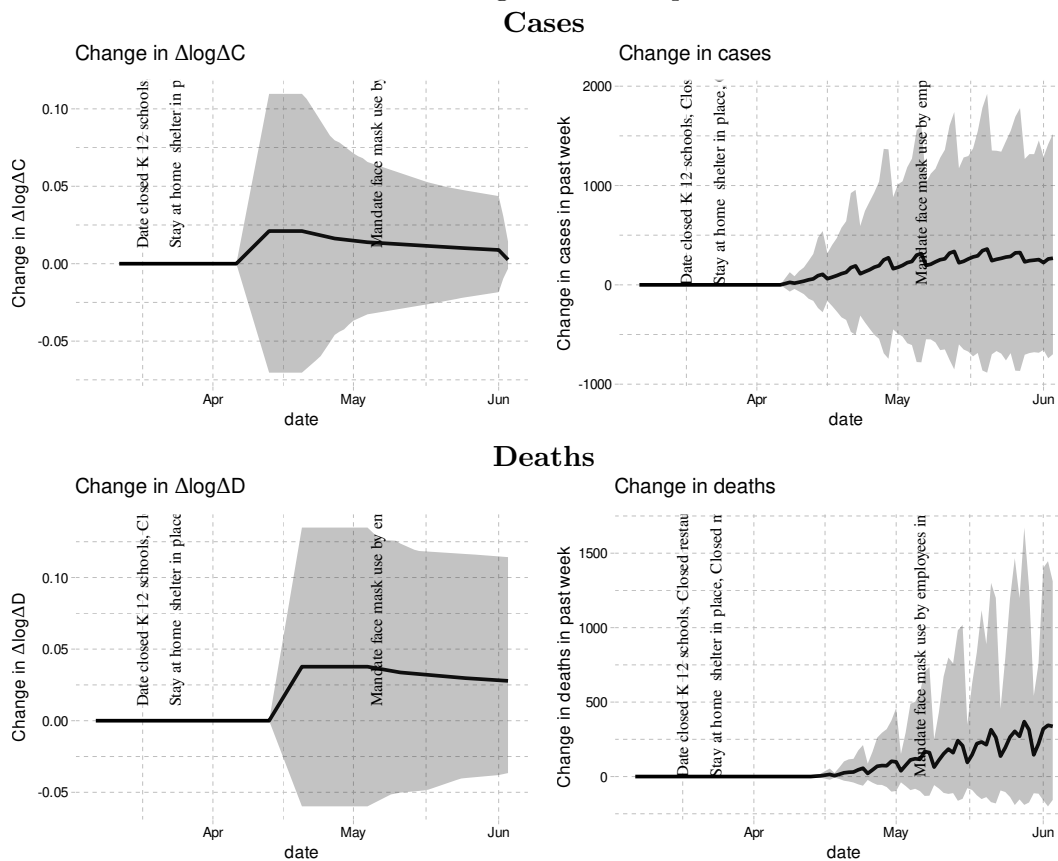 Cases
Change in ΔlogΔC
Change in ΔlogΔC
0.10
0.05
0.00
-0.05
Date closed K 12 schools
Stay at home shelter in p
Mandate face mask use by
Apr
May
Jun
date
Change in cases
Change in cases in past week
2000
1000
0
-1000
Date closed K 12 schools, Clos
Stay at home shelter in place,
Mandate face mask use by emp
Apr
May
Jun
date
Deaths
Change in ΔlogΔD
Change in ΔlogΔD
0.10
0.05
0.00
-0.05
Date closed K 12 schools, Cl
Stay at home shelter in place
Mandate face mask use by en
Apr
May
Jun
date
Change in deaths
Change in deaths in past week
1500
1000
500
0
Date closed K 12 schools, Closed restau
Stay at home shelter in place, Closed m
Mandate face mask use by employees in
Apr
May
Jun
date